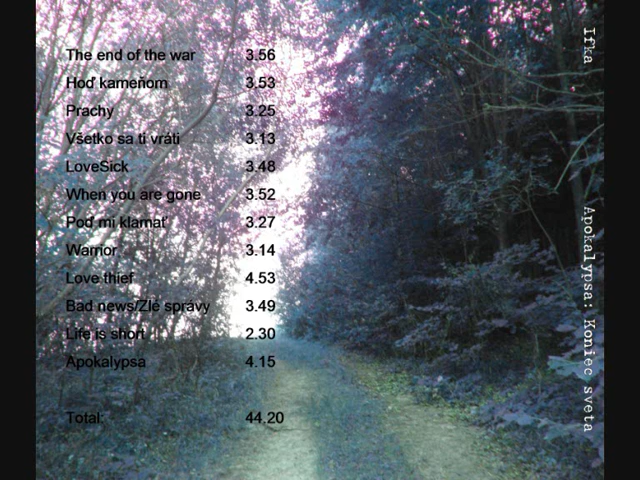 The end of the war 3.56
Hoď kameňom 3.53
Prachy 3.25
Všetko sa ti vráti 3.13
LoveSick 3.48
When you are gone 3.52
Poď mi klamať 3.27
Warrior 3.14
Love thief 4.53
Bad news/Zlé správy 3.49
Life is short 2.30
Apokalypsa 4.15
Total: 44.20
Ifka Apokalypsa: Koniec sveta